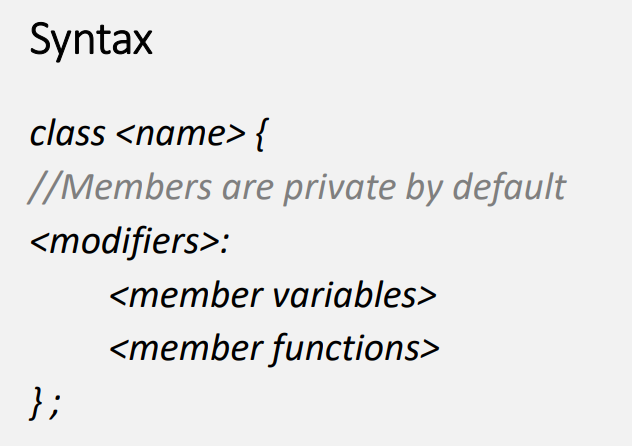 Syntax
class <name> {
//Members are private by default
<modifiers>:
<member variables>
<member functions>
} ;